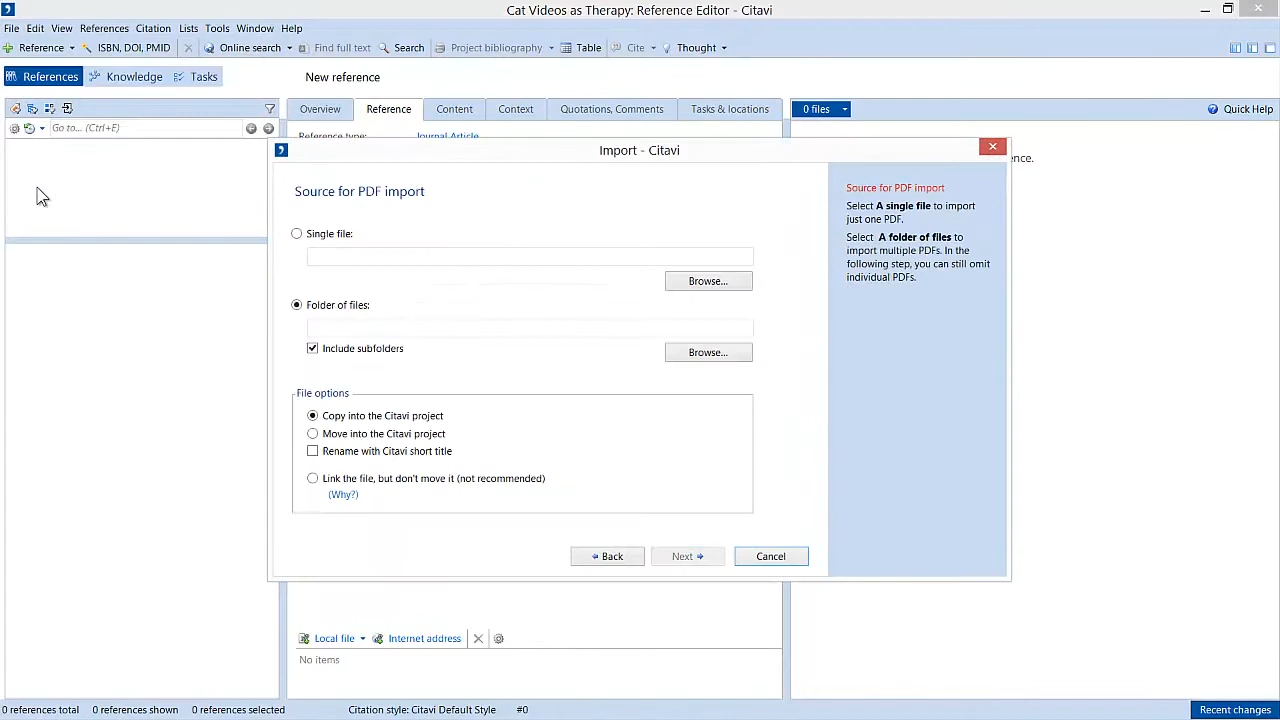 Cat Videos as Therapy: Reference Editor - Citavi
File Edit View References Citation Lists Tools Window Help
Reference ISBN, DOI, PMID Online search Find full text Search Project bibliography Table Cite Thought
References Knowledge Tasks
New reference
Go to... (Ctrl+E)
Overview Reference Content Context Quotations, Comments Tasks & locations
Reference type: Journal Article
0 files
Quick Help
nce.
Import - Citavi
Source for PDF import
Single file:
Browse...
Folder of files:
Include subfolders
Browse...
File options
Copy into the Citavi project
Move into the Citavi project
Rename with Citavi short title
Link the file, but don't move it (not recommended)
(Why?)
Back Next Cancel
Source for PDF import
Select A single file to import
just one PDF.
Select A folder of files to
import multiple PDFs. In the
following step, you can still omit
individual PDFs.
Local file Internet address
No items
0 references total 0 references shown 0 references selected Citation style: Citavi Default Style #0 Recent changes